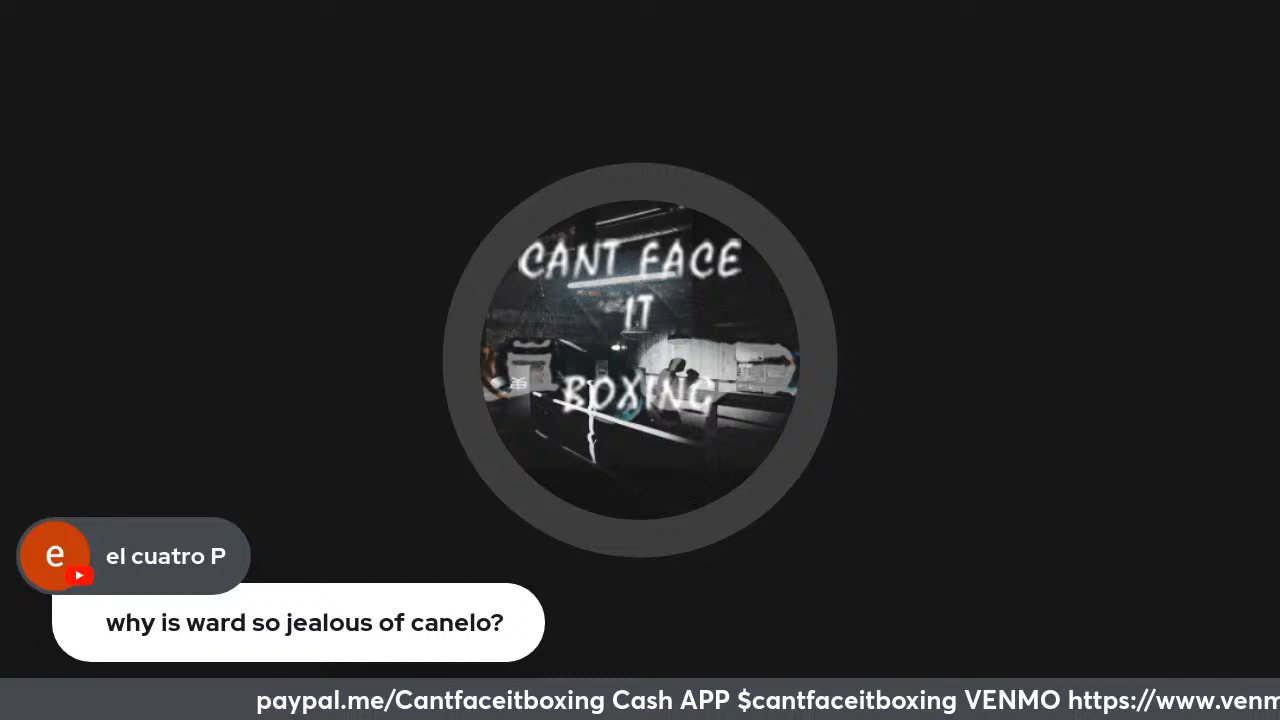 CANT FACE
IT
BOXING
e
el cuatro P
why is ward so jealous of canelo?
paypal.me/Cantfaceitboxing Cash APP $cantfaceitboxing VENMO https://www.venm